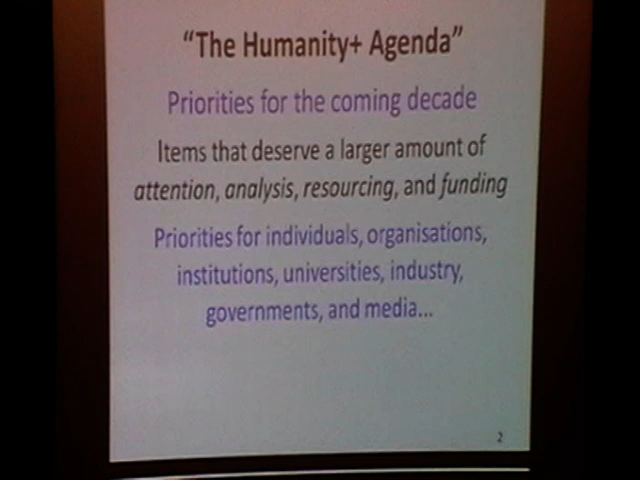 “The Humanity+ Agenda”
Priorities for the coming decade
Items that deserve a larger amount of
attention, analysis, resourcing, and funding
Priorities for individuals, organisations,
institutions, universities, industry,
governments, and media...
2